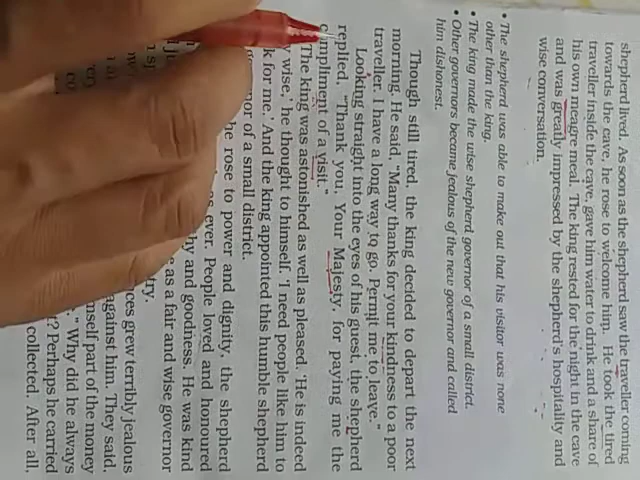 shepherd lived. As soon as the shepherd saw the traveller coming
towards the cave, he rose to welcome him. He took the tired
traveller inside the cave, gave him water to drink and a share of
his own meagre meal. The king rested for the night in the cave
and was greatly impressed by the shepherd's hospitality and
wise conversation.
• The shepherd was able to make out that his visitor was none
other than the king.
• The king made the wise shepherd governor of a small district.
• Other governors became jealous of the new governor and called
him dishonest.
Though still tired, the king decided to depart the next
morning. He said, "Many thanks for your kindness to a poor
traveller. I have a long way to go. Permit me to leave."
Looking straight into the eyes of his guest, the shepherd
replied, "Thank you, Your Majesty, for paying me the
compliment of a visit."
The king was astonished as well as pleased. 'He is indeed
wise,' he thought to himself. 'I need people like him to
k for me.' And the king appointed this humble shepherd
nor of a small district.
he rose to power and dignity, the shepherd
as ever. People loved and honoured
hy and goodness. He was kind
e as a fair and wise governor
try.
ces grew terribly jealous
against him. They said,
mself part of the money
." Why did he always
t? Perhaps he carried
collected. After all,